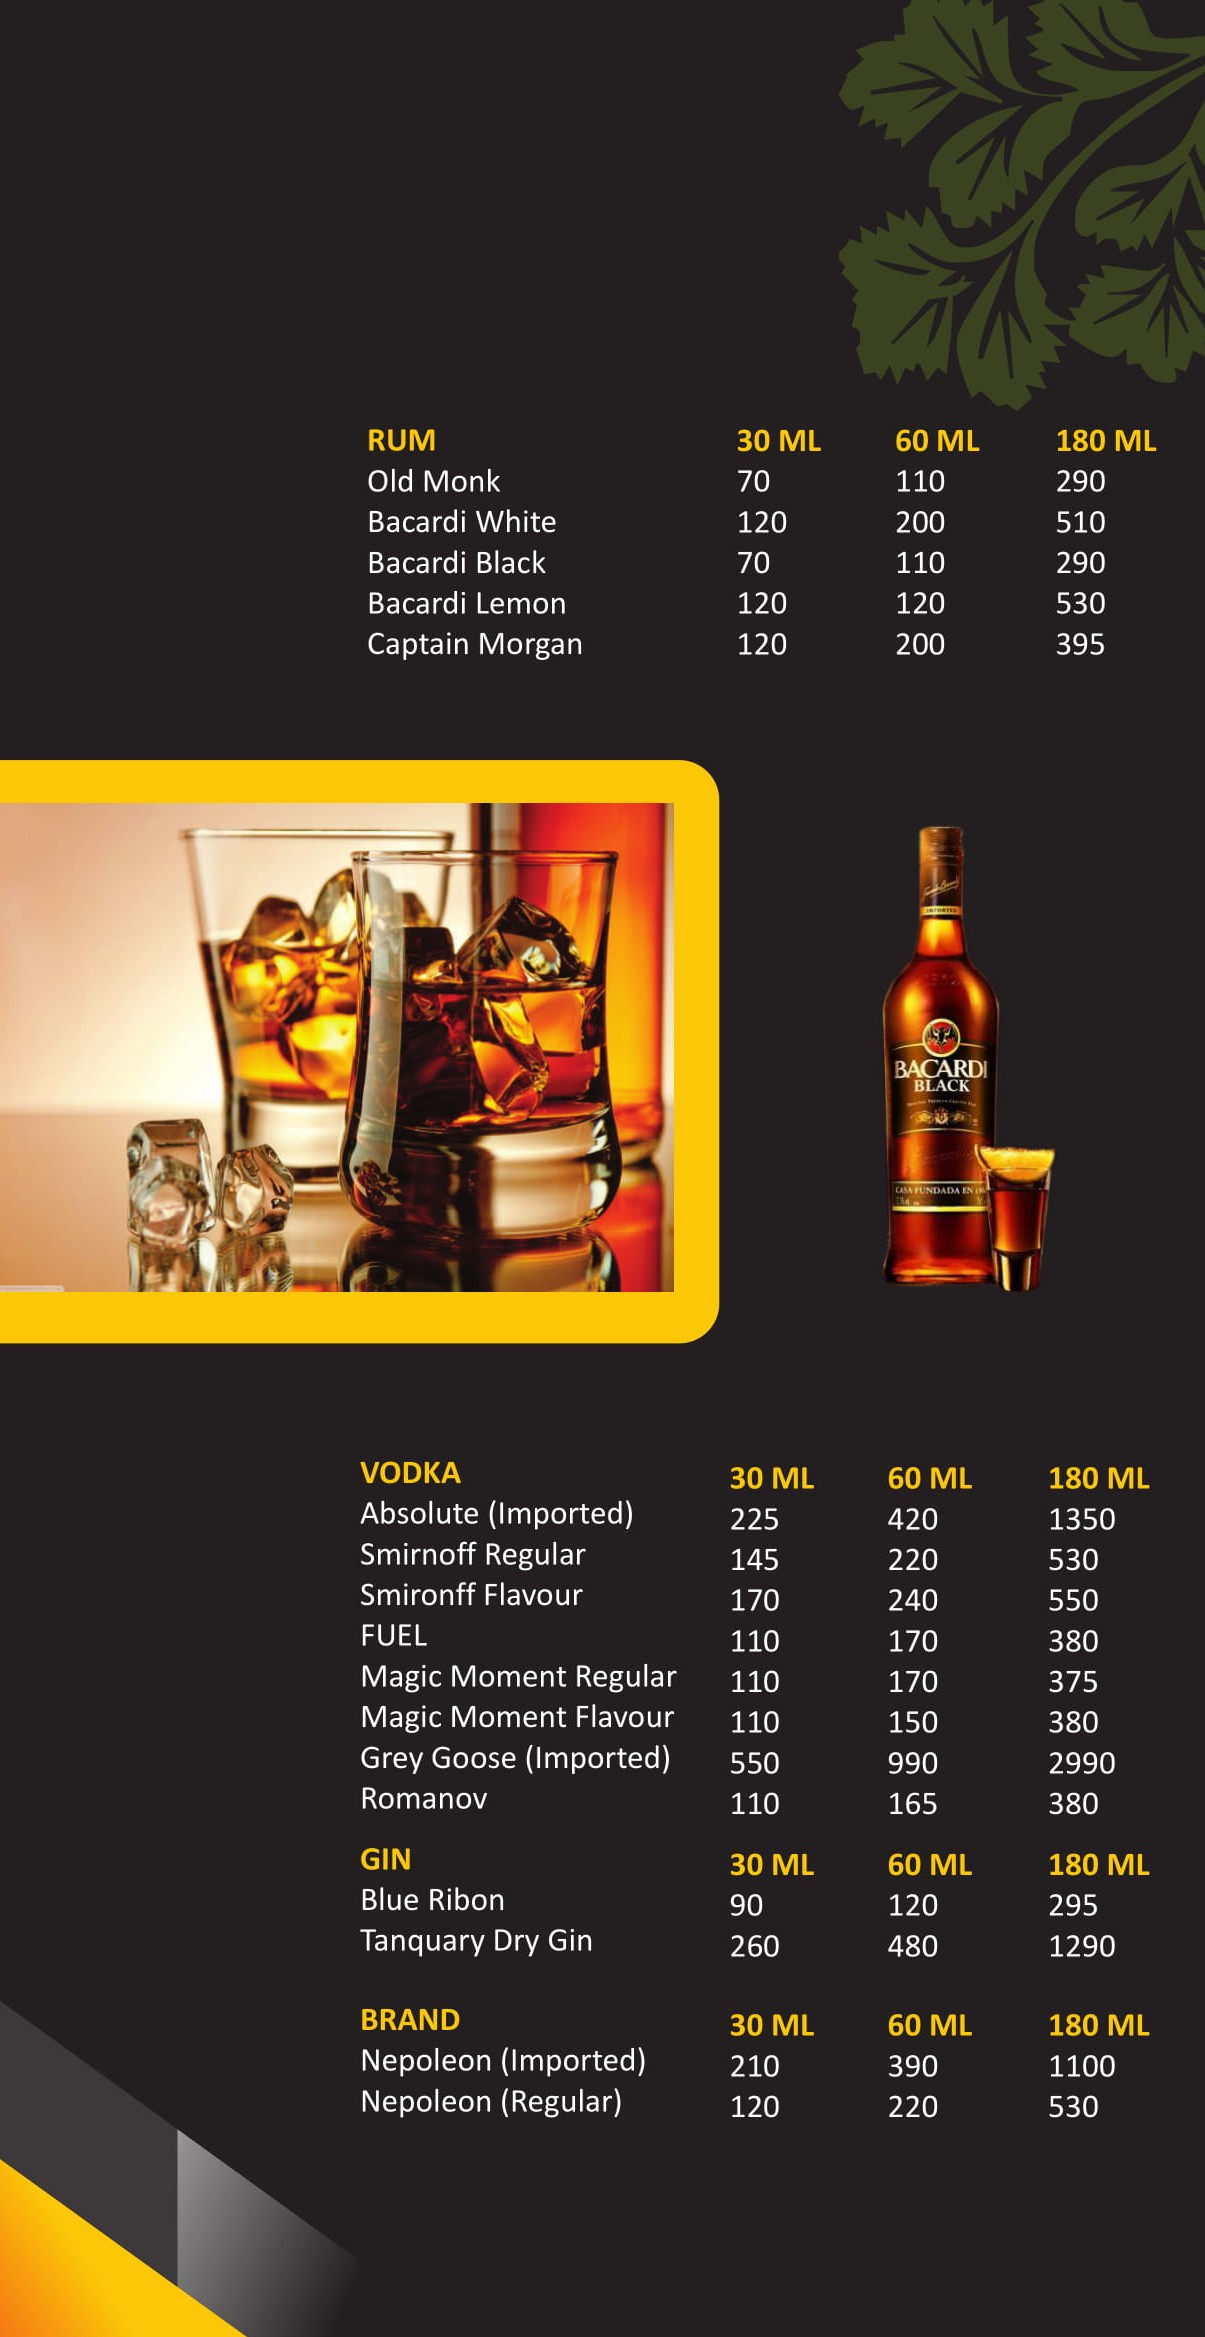 RUM 30 ML 60 ML 180 ML
Old Monk 70 110 290
Bacardi White 120 200 510
Bacardi Black 70 110 290
Bacardi Lemon 120 120 530
Captain Morgan 120 200 395
IMPORTED
BACARDI
BLACK
CASA FUNDADA EN
VODKA 30 ML 60 ML 180 ML
Absolute (Imported) 225 420 1350
Smirnoff Regular 145 220 530
Smironff Flavour 170 240 550
FUEL 110 170 380
Magic Moment Regular 110 170 375
Magic Moment Flavour 110 150 380
Grey Goose (Imported) 550 990 2990
Romanov 110 165 380
GIN 30 ML 60 ML 180 ML
Blue Ribon 90 120 295
Tanquary Dry Gin 260 480 1290
BRAND 30 ML 60 ML 180 ML
Nepoleon (Imported) 210 390 1100
Nepoleon (Regular) 120 220 530